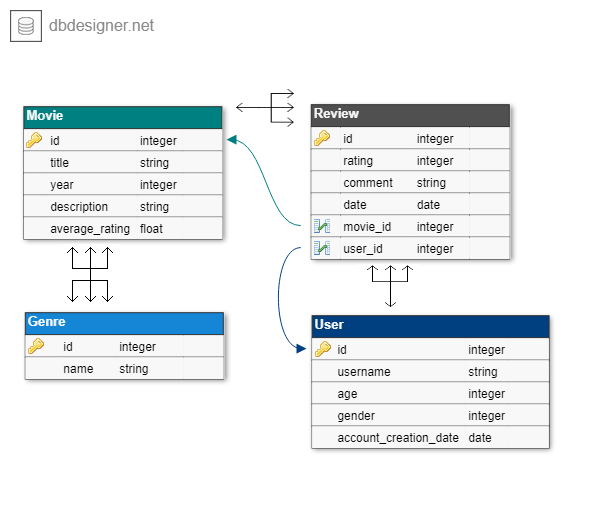 dbdesigner.net
Movie
id integer
title string
year integer
description string
average_rating float
Review
id integer
rating integer
comment string
date date
movie_id integer
user_id integer
Genre
id integer
name string
User
id integer
username string
age integer
gender integer
account_creation_date date